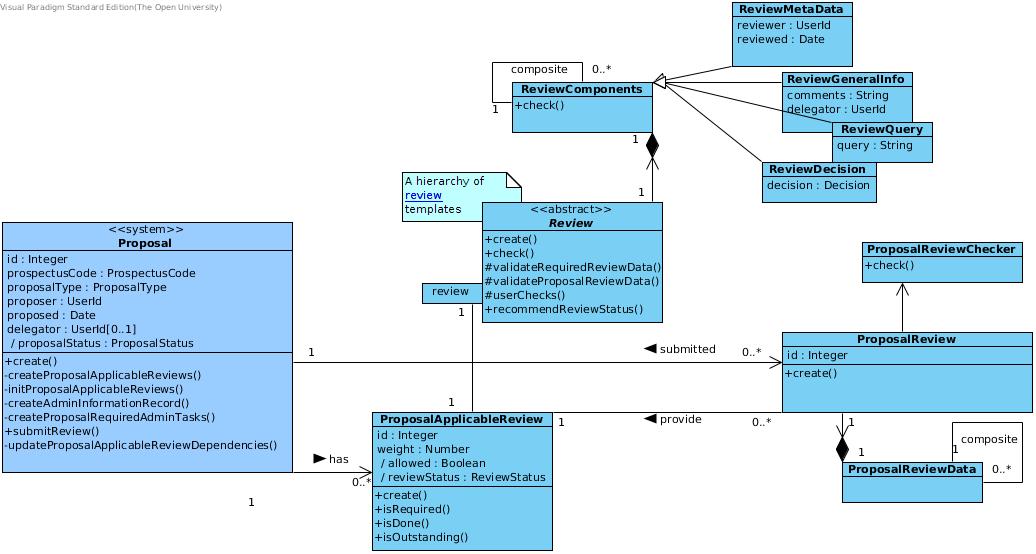 Visual Paradigm Standard Edition(The Open University)
ReviewMetaData
reviewer : UserId
reviewed : Date
composite
0..*
ReviewComponents
+check()
1
ReviewGeneralInfo
comments : String
delegator : UserId
ReviewQuery
query : String
ReviewDecision
decision : Decision
1
1
A hierarchy of
review
templates
<<abstract>>
Review
+create()
+check()
#validateRequiredReviewData()
#validateProposalReviewData()
#userChecks()
+recommendReviewStatus()
review
1
<<system>>
Proposal
id : Integer
prospectusCode : ProspectusCode
proposalType : ProposalType
proposer : UserId
proposed : Date
delegator : UserId[0..1]
/ proposalStatus : ProposalStatus
+create()
-createProposalApplicableReviews()
-initProposalApplicableReviews()
-createAdminInformationRecord()
-createProposalRequiredAdminTasks()
+submitReview()
-updateProposalApplicableReviewDependencies()
ProposalReviewChecker
+check()
1
submitted
0..*
ProposalReview
id : Integer
+create()
1
ProposalApplicableReview
id : Integer
weight : Number
/ allowed : Boolean
/ reviewStatus : ReviewStatus
+create()
+isRequired()
+isDone()
+isOutstanding()
1
provide
0..*
has
0..*
1
1
1
composite
1
0..*
ProposalReviewData